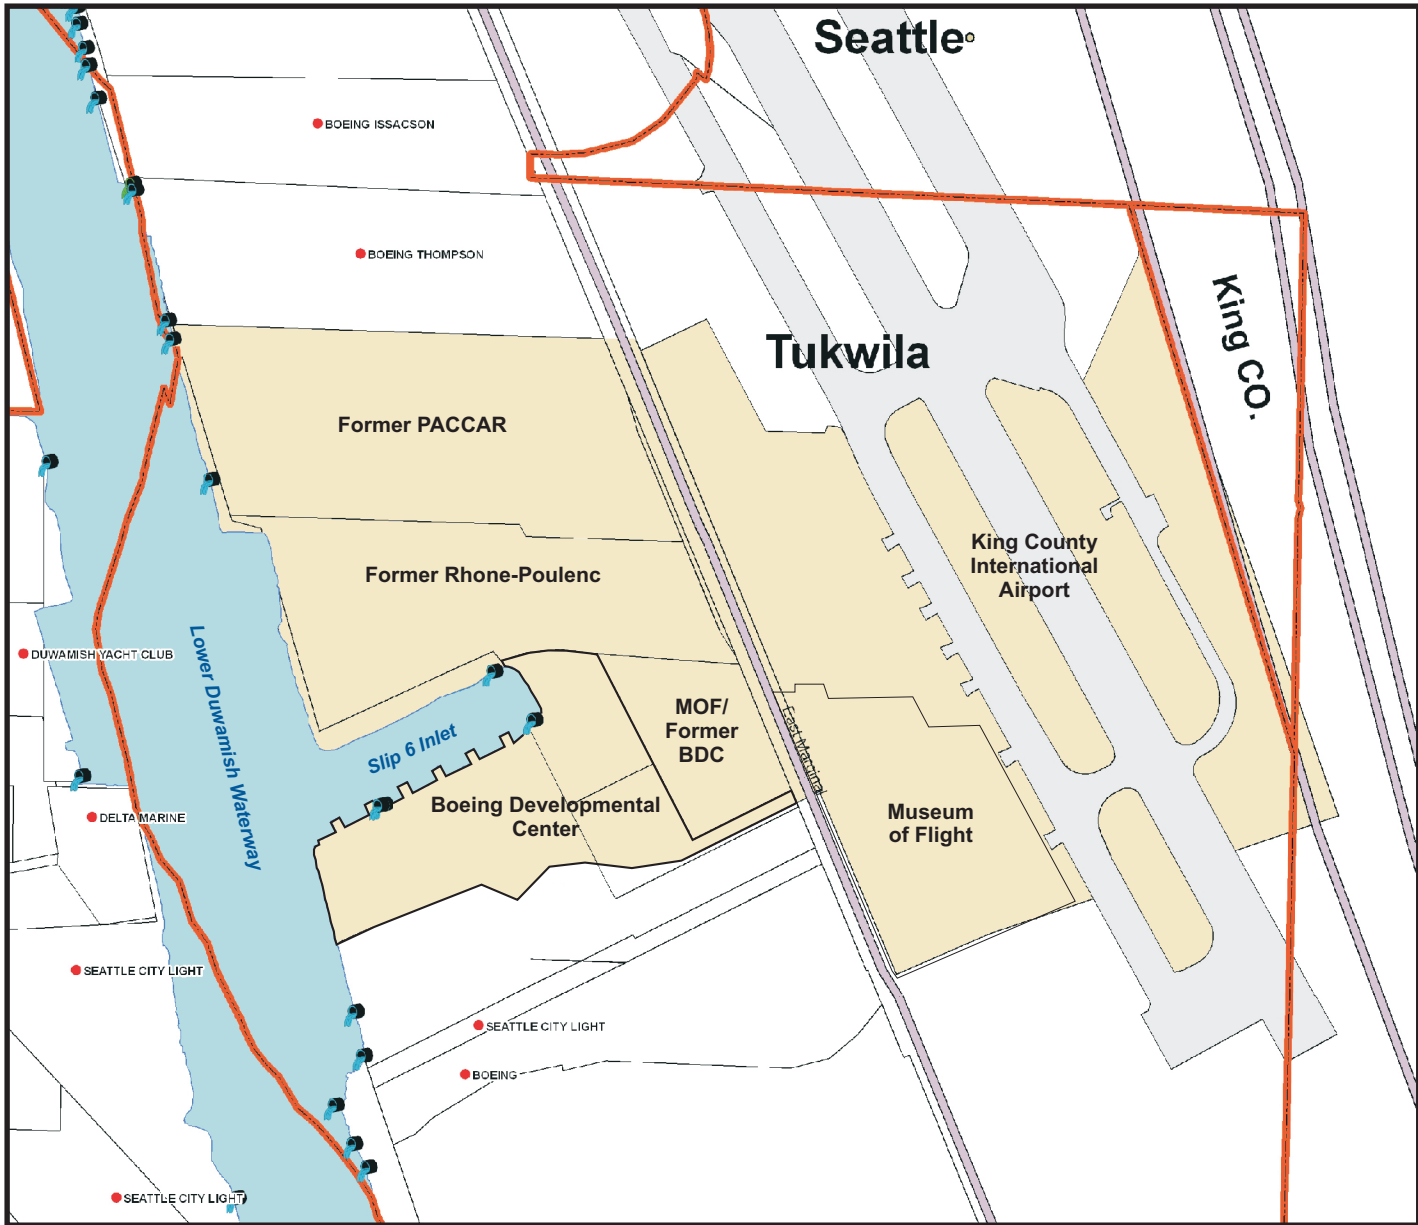 Seattle
BOEING ISSACSON
BOEING THOMPSON
King CO.
Tukwila
Former PACCAR
King County
International
Airport
Former Rhone-Poulenc
DUWAMISH YACHT CLUB
Lower Duwamish Waterway
MOF/
Former
BDC
East Marginal
Slip 6 Inlet
Boeing Developmental
Center
Museum
of Flight
DELTA MARINE
SEATTLE CITY LIGHT
SEATTLE CITY LIGHT
BOEING
SEATTLE CITY LIGHT